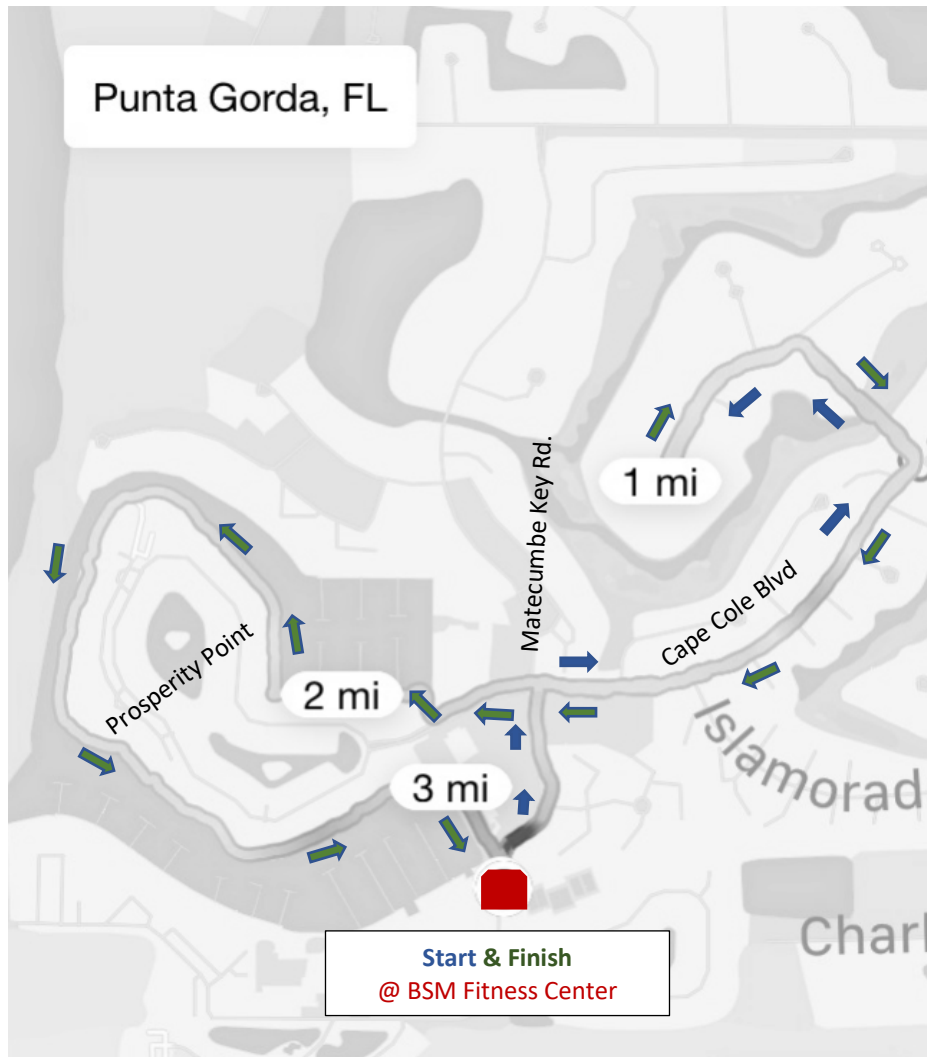 Punta Gorda, FL
Matecumbe Key Rd.
1 mi
Cape Cole Blvd
Prosperity Point
2 mi
Islamorad
3 mi
Charl
Start & Finish
@ BSM Fitness Center